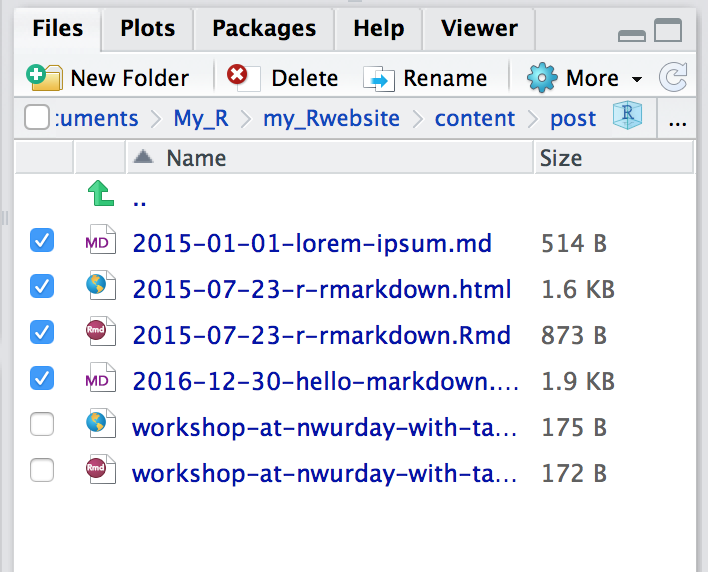 Files Plots Packages Help Viewer
New Folder Delete Rename More
:uments My_R my_Rwebsite content post R ...
Name Size
..
MD 2015-01-01-lorem-ipsum.md 514 B
2015-07-23-r-rmarkdown.html 1.6 KB
Rmd 2015-07-23-r-rmarkdown.Rmd 873 B
MD 2016-12-30-hello-markdown.... 1.9 KB
workshop-at-nwurday-with-ta... 175 B
Rmd workshop-at-nwurday-with-ta... 172 B